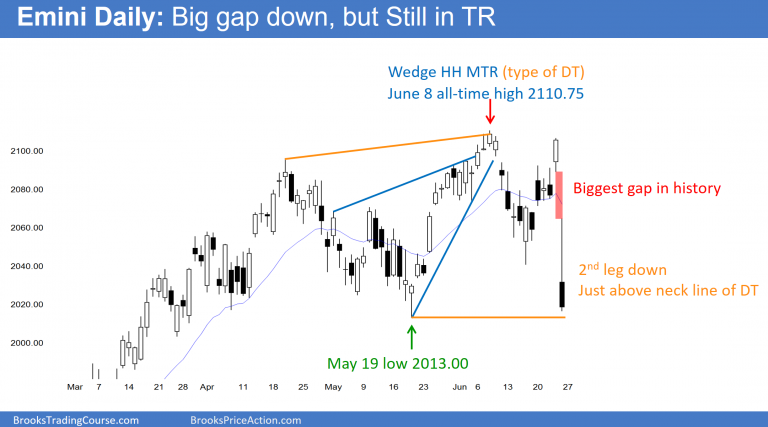 Emini Daily: Big gap down, but Still in TR
Wedge HH MTR (type of DT)
June 8 all-time high 2110.75
2100.00
2080.00
Biggest gap in history
2060.00
2040.00
2nd leg down
Just above neck line of DT
2020.00
2000.00
May 19 low 2013.00
Mar 7 14 21 28 Apr 11 18 25 May 9 16 23 Jun 6 13 20 27
BrooksTradingCourse.com BrooksPriceAction.com